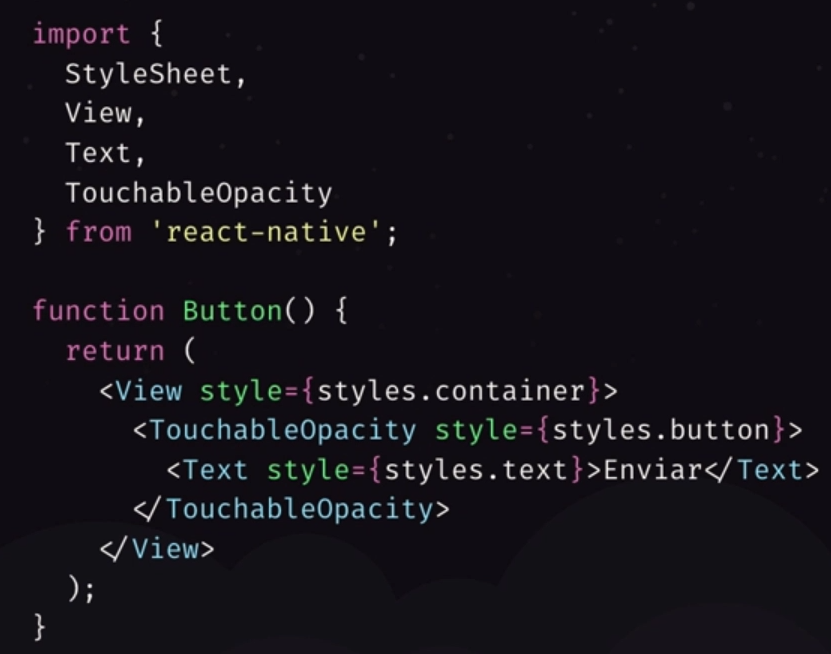 import {
  StyleSheet,
  View,
  Text,
  TouchableOpacity
} from 'react-native';

function Button() {
  return (
    <View style={styles.container}>
      <TouchableOpacity style={styles.button}>
        <Text style={styles.text}>Enviar</Text>
      </TouchableOpacity>
    </View>
  );
}